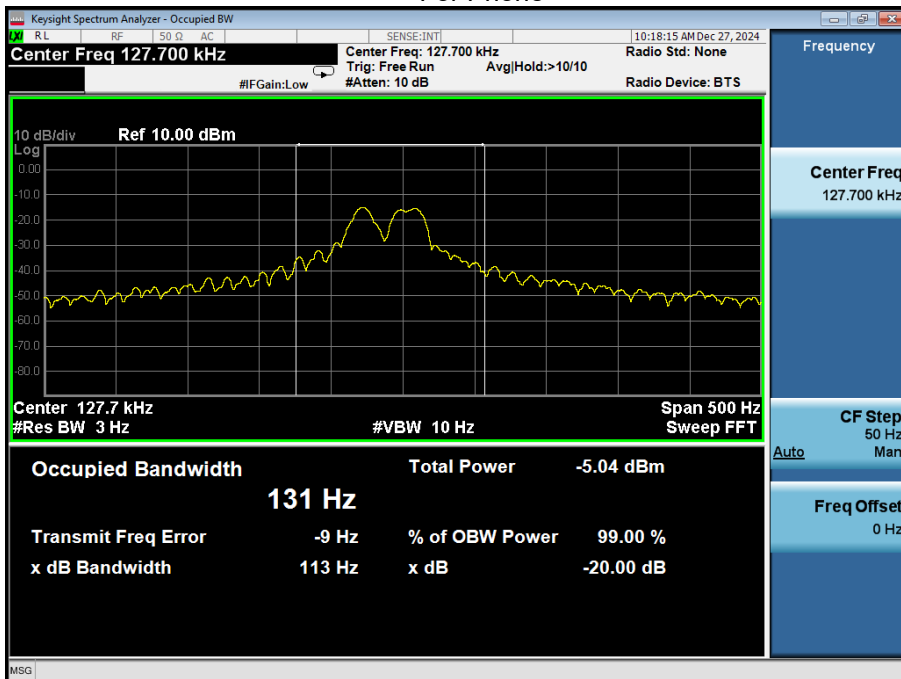 For Phone
Keysight Spectrum Analyzer - Occupied BW
LXI RL RF 50 Ω AC SENSE:INT 10:18:15 AM Dec 27, 2024
Center Freq 127.700 kHz Center Freq: 127.700 kHz Radio Std: None Frequency
Trig: Free Run Avg|Hold:>10/10
#IFGain:Low #Atten: 10 dB Radio Device: BTS
10 dB/div Ref 10.00 dBm
Log
0.00
-10.0
-20.0
-30.0
-40.0
-50.0
-60.0
-70.0
-80.0
Center Freq
127.700 kHz
Center 127.7 kHz Span 500 Hz
#Res BW 3 Hz #VBW 10 Hz Sweep FFT
CF Step
50 Hz
Auto Man
Occupied Bandwidth Total Power -5.04 dBm
131 Hz
Transmit Freq Error -9 Hz % of OBW Power 99.00 %
x dB Bandwidth 113 Hz x dB -20.00 dB
Freq Offset
0 Hz
MSG